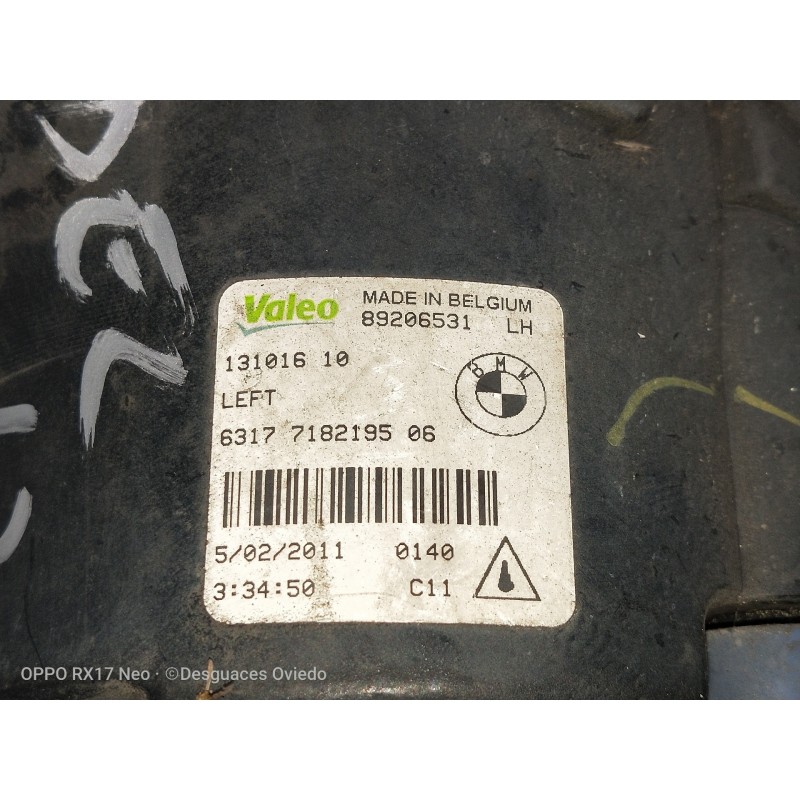 Valeo MADE IN BELGIUM
89206531 LH
131016 10
BMW
LEFT
6317 7182195 06
5/02/2011 0140
3:34:50 C11
OPPO RX17 Neo · ©Desguaces Oviedo